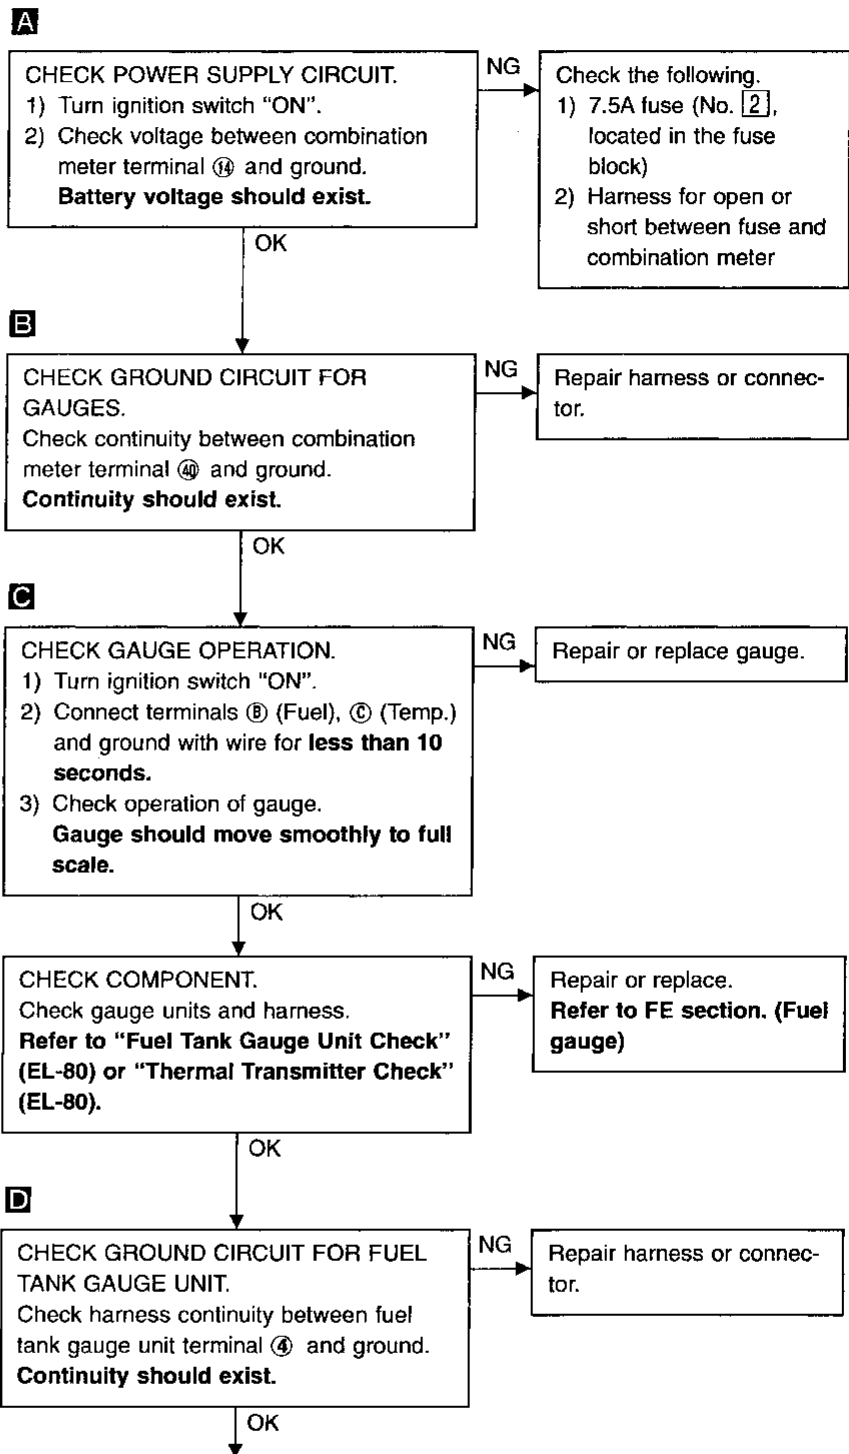 A
CHECK POWER SUPPLY CIRCUIT.
1) Turn ignition switch “ON”.
2) Check voltage between combination
meter terminal ⑭ and ground.
Battery voltage should exist.
NG
Check the following.
1) 7.5A fuse (No. 2,
located in the fuse
block)
2) Harness for open or
short between fuse and
combination meter
OK
B
CHECK GROUND CIRCUIT FOR
GAUGES.
Check continuity between combination
meter terminal ㊵ and ground.
Continuity should exist.
NG
Repair harness or connec-
tor.
OK
C
CHECK GAUGE OPERATION.
1) Turn ignition switch “ON”.
2) Connect terminals Ⓑ (Fuel), Ⓒ (Temp.)
and ground with wire for less than 10
seconds.
3) Check operation of gauge.
Gauge should move smoothly to full
scale.
NG
Repair or replace gauge.
OK
CHECK COMPONENT.
Check gauge units and harness.
Refer to “Fuel Tank Gauge Unit Check”
(EL-80) or “Thermal Transmitter Check”
(EL-80).
NG
Repair or replace.
Refer to FE section. (Fuel
gauge)
OK
D
CHECK GROUND CIRCUIT FOR FUEL
TANK GAUGE UNIT.
Check harness continuity between fuel
tank gauge unit terminal ④ and ground.
Continuity should exist.
NG
Repair harness or connec-
tor.
OK